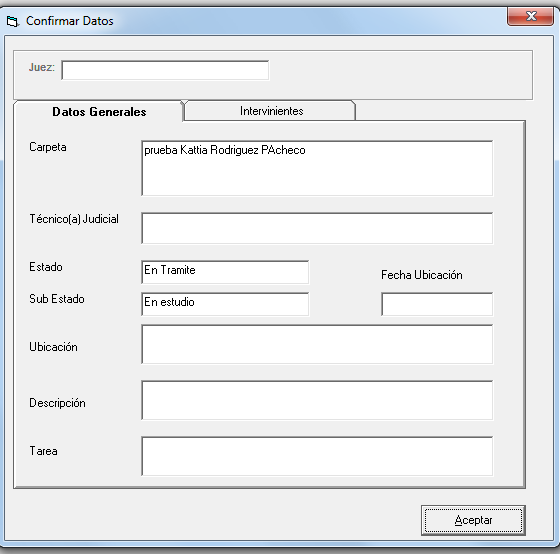 Confirmar Datos
Juez:
Datos Generales
Intervinientes
Carpeta
prueba Kattia Rodriguez PAcheco
Técnico(a) Judicial
Estado
En Tramite
Fecha Ubicación
Sub Estado
En estudio
Ubicación
Descripción
Tarea
Aceptar